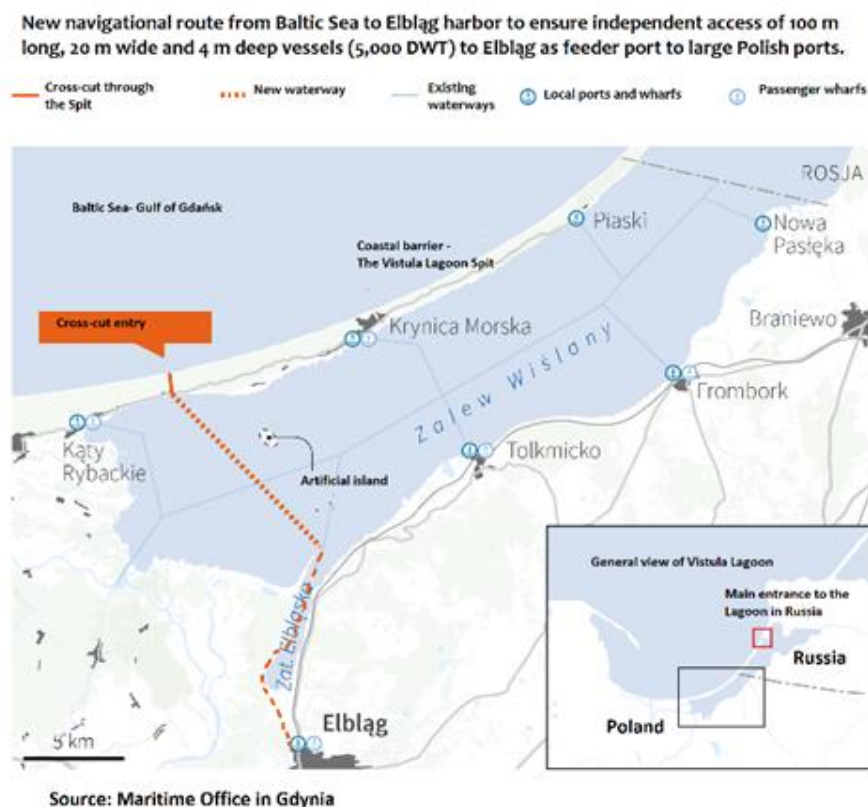 New navigational route from Baltic Sea to Elbląg harbor to ensure independent access of 100 m
long, 20 m wide and 4 m deep vessels (5,000 DWT) to Elbląg as feeder port to large Polish ports.
Cross-cut through
the Spit
New waterway
Existing
waterways
Local ports and wharfs
Passenger wharfs
ROSJA
Baltic Sea- Gulf of Gdańsk
Piaski
Nowa
Pasłęka
Coastal barrier -
The Vistula Lagoon Spit
Cross-cut entry
Krynica Morska
Braniewo
Zalew Wiślany
Frombork
Kąty
Rybackie
Tolkmicko
Artificial island
General view of Vistula Lagoon
Main entrance to the
Lagoon in Russia
Zat. Elbląska
Russia
Elbląg
Poland
5 km
Source: Maritime Office in Gdynia